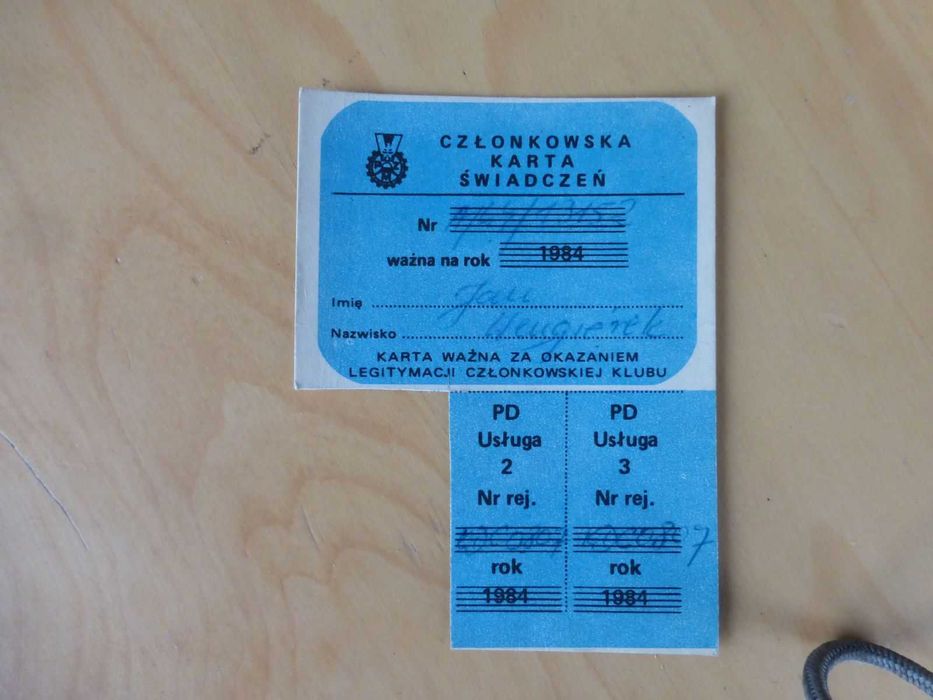 CZŁONKOWSKA
KARTA
ŚWIADCZEŃ
Nr
ważna na rok 1984
Imię Jan
Nazwisko
KARTA WAŻNA ZA OKAZANIEM
LEGITYMACJI CZŁONKOWSKIEJ KLUBU
PD
Usługa
2
Nr rej.
rok
1984
PD
Usługa
3
Nr rej.
rok
1984